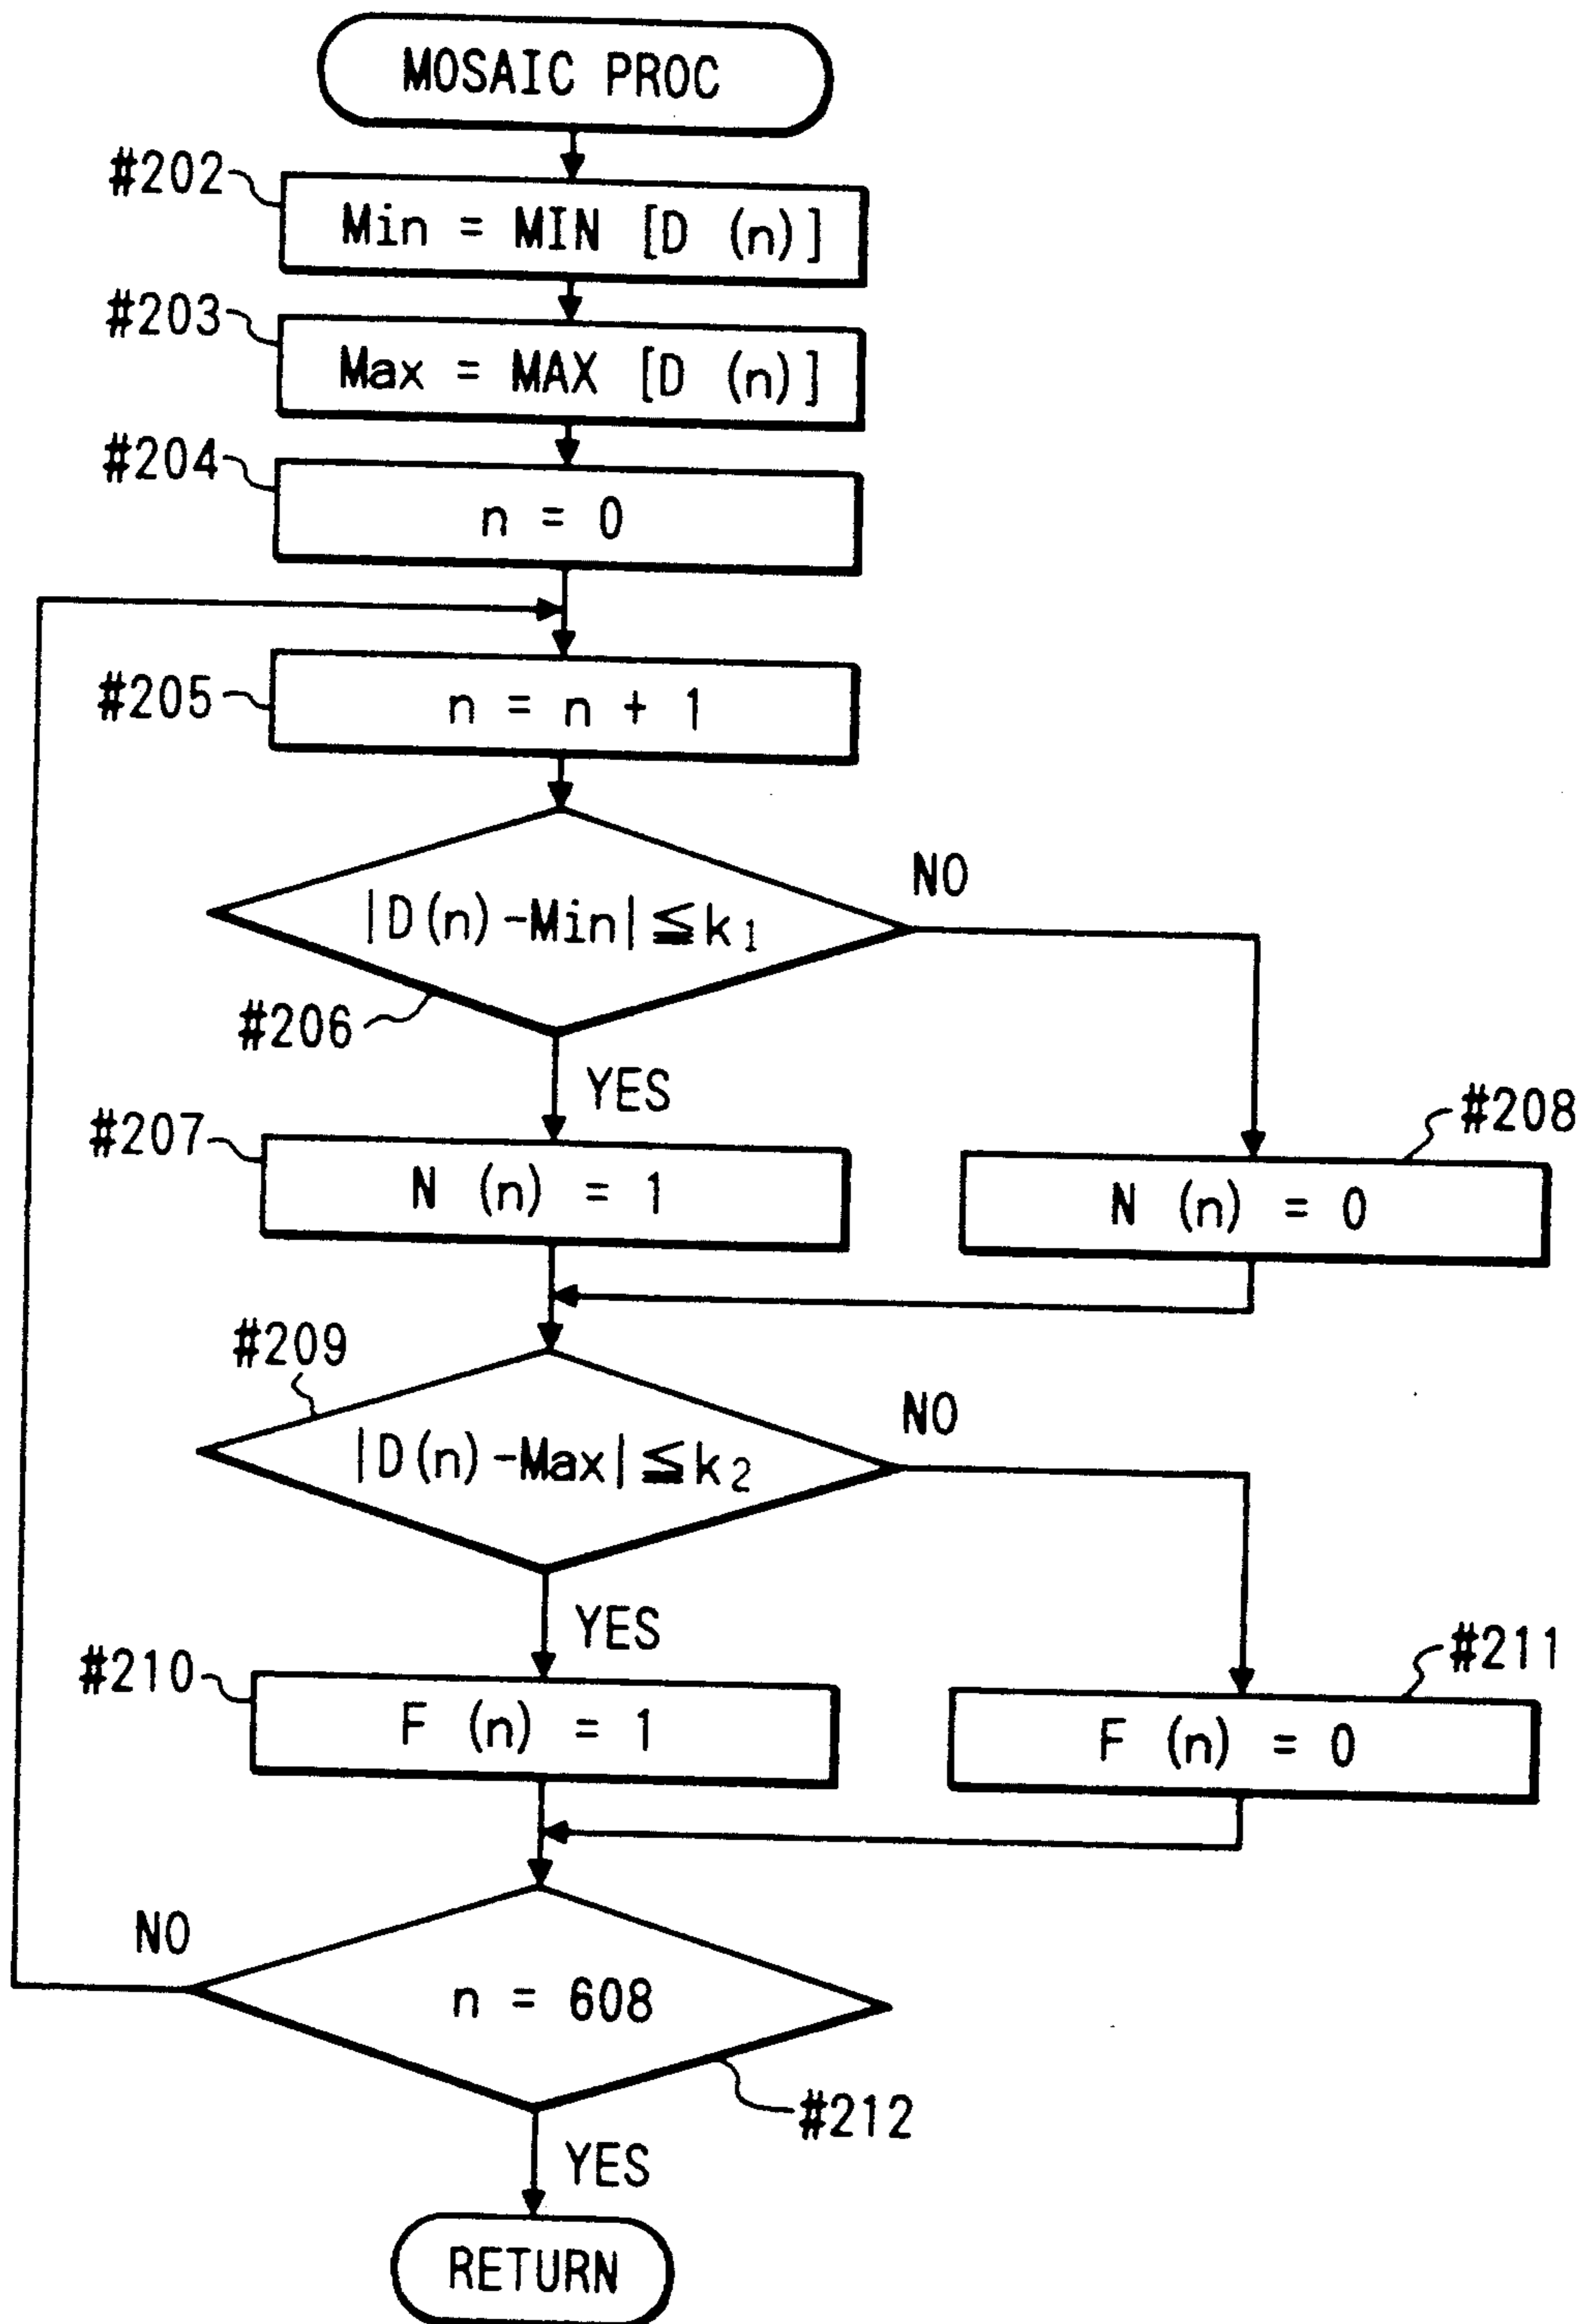 MOSAIC PROC
#202
Min = MIN [D (n)]
#203
Max = MAX [D (n)]
#204
n = 0
#205
n = n + 1
|D(n)-Min| ≦ k₁
NO
#206
YES
#207
N (n) = 1
#208
N (n) = 0
#209
|D(n)-Max| ≦ k₂
NO
YES
#210
F (n) = 1
#211
F (n) = 0
NO
n = 608
#212
YES
RETURN